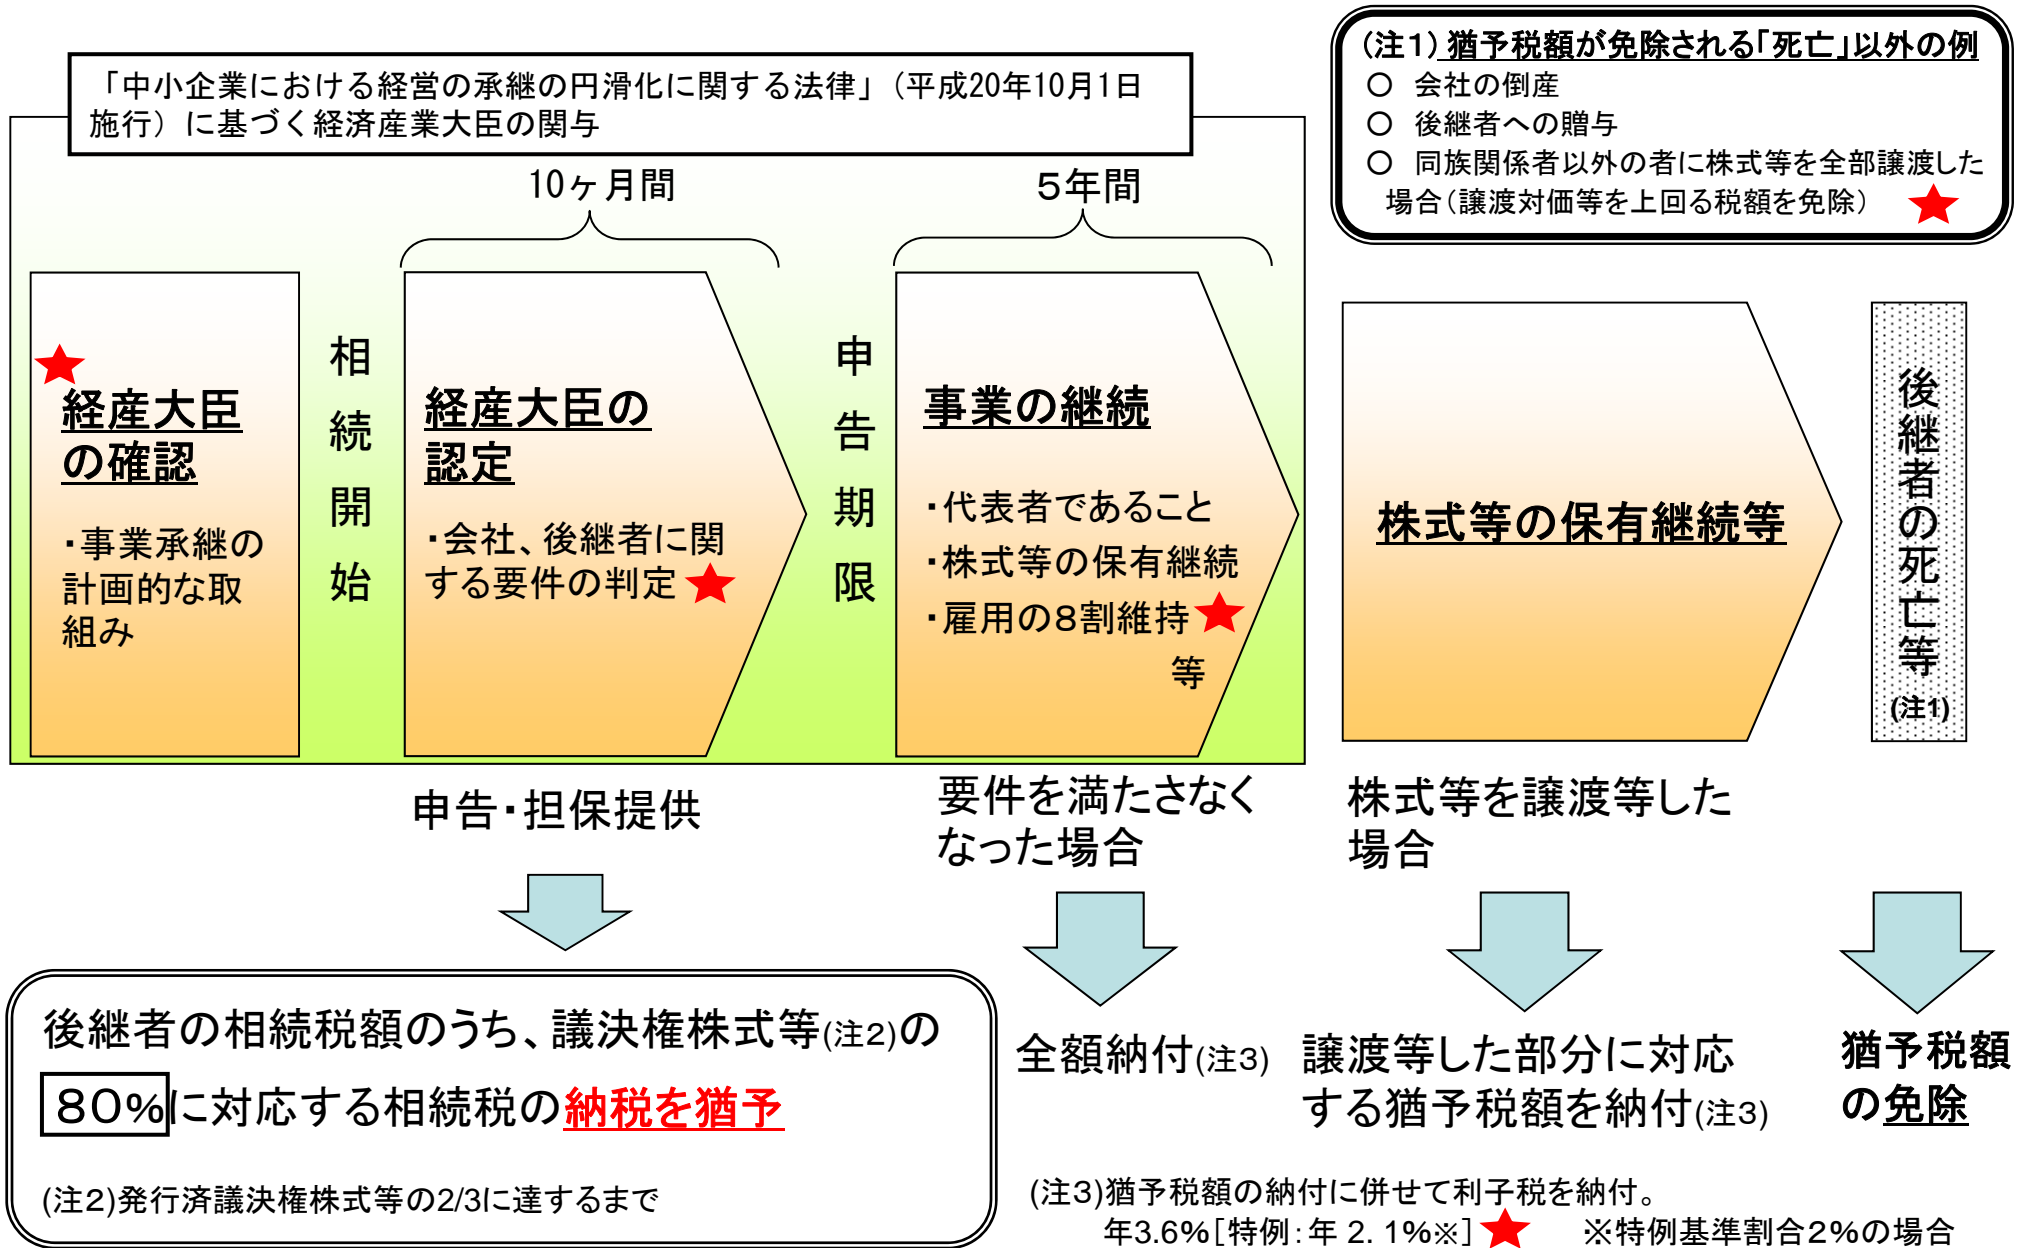 「中小企業における経営の承継の円滑化に関する法律」（平成20年10月1日
施行）に基づく経済産業大臣の関与
(注１) 猶予税額が免除される「死亡」以外の例
○　会社の倒産
○　後継者への贈与
○　同族関係者以外の者に株式等を全部譲渡した
場合（譲渡対価等を上回る税額を免除）
10ヶ月間
５年間
経産大臣
の確認
・事業承継の
計画的な取
組み
相続開始
経産大臣の
認定
・会社、後継者に関
する要件の判定
申告期限
事業の継続
・代表者であること
・株式等の保有継続
・雇用の８割維持
等
株式等の保有継続等
後継者の死亡等
(注1)
申告・担保提供
要件を満たさなく
なった場合
株式等を譲渡等した
場合
後継者の相続税額のうち、議決権株式等(注２)の
８０％に対応する相続税の納税を猶予
(注２)発行済議決権株式等の2/3に達するまで
全額納付(注3)
譲渡等した部分に対応
する猶予税額を納付(注3)
猶予税額
の免除
(注３)猶予税額の納付に併せて利子税を納付。
年3.6%［特例：年 ２．１%※］　※特例基準割合２％の場合